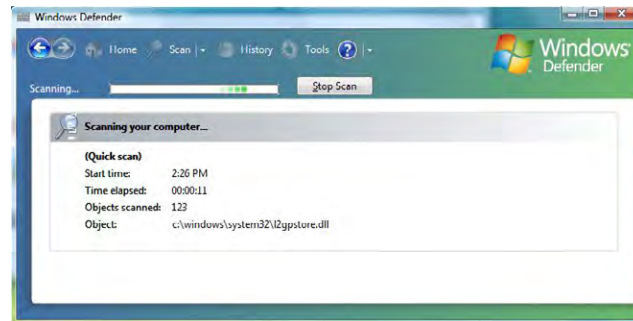 Windows Defender
Home Scan History Tools ?
Windows
Defender
Scanning... Stop Scan
Scanning your computer...
(Quick scan)
Start time: 2:26 PM
Time elapsed: 00:00:11
Objects scanned: 123
Object: c:\windows\system32\l2gpstore.dll